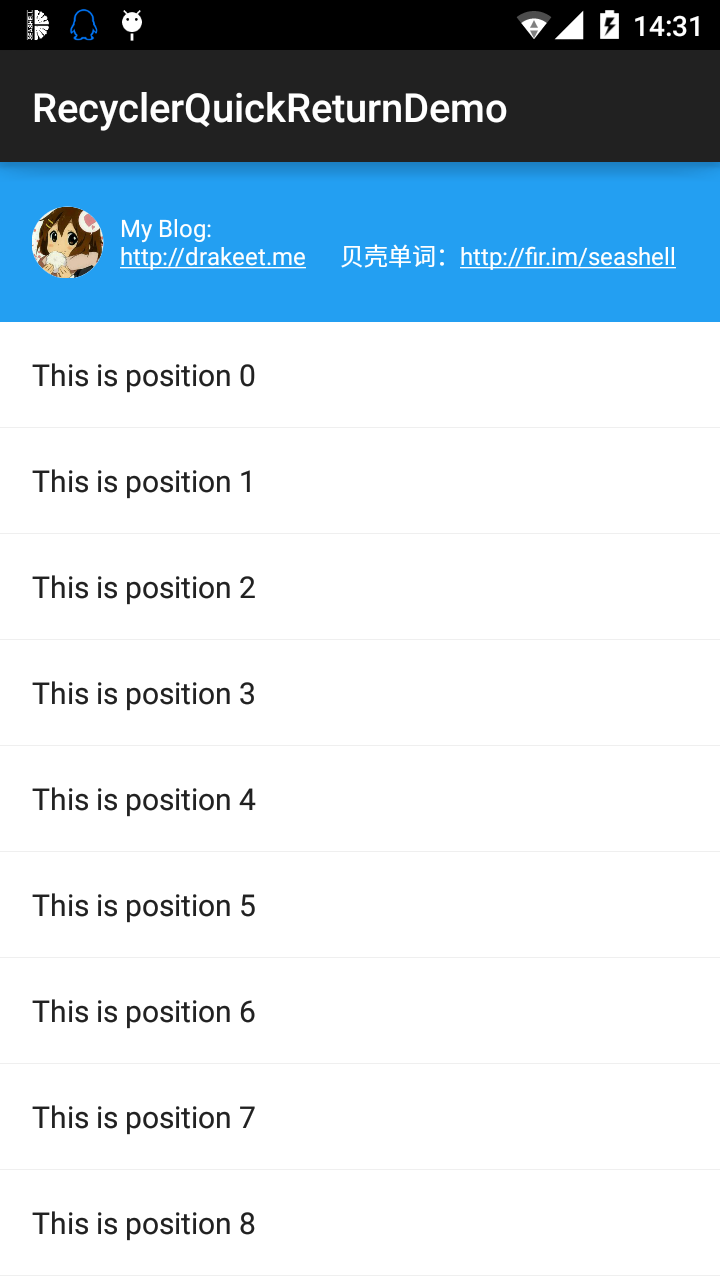 14:31
RecyclerQuickReturnDemo
My Blog:
http://drakeet.me 贝壳单词：http://fir.im/seashell
This is position 0
This is position 1
This is position 2
This is position 3
This is position 4
This is position 5
This is position 6
This is position 7
This is position 8